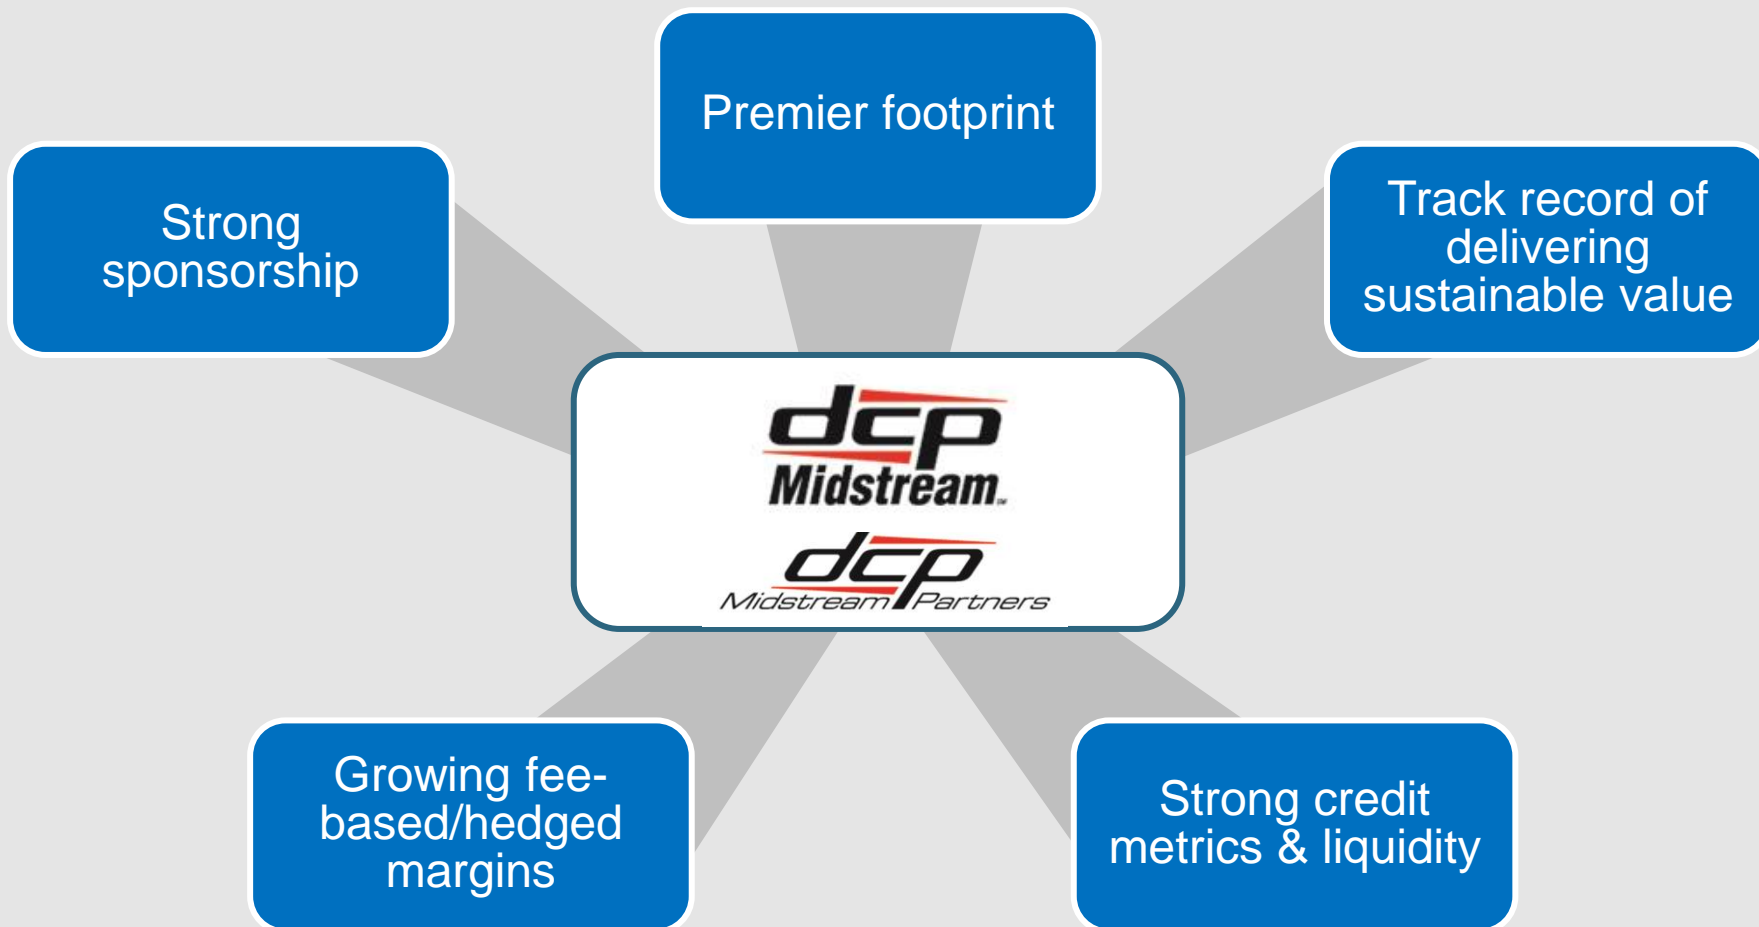 Premier footprint
Strong
sponsorship
Track record of
delivering
sustainable value
dcp
Midstream
dcp
Midstream Partners
Growing fee-
based/hedged
margins
Strong credit
metrics & liquidity